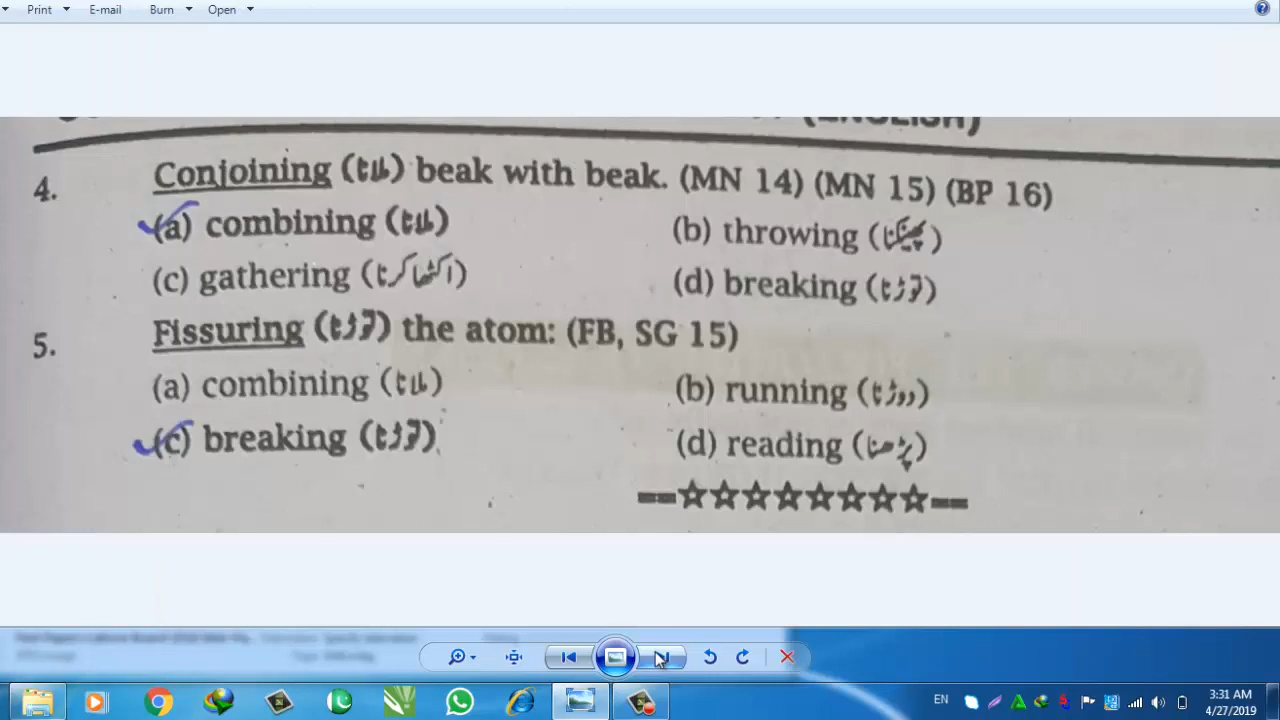 Print E-mail Burn Open
(ENGLISH)
4. Conjoining (ملانا) beak with beak. (MN 14) (MN 15) (BP 16)
(a) combining (ملانا) (b) throwing (پھینکنا)
(c) gathering (اکٹھا کرنا) (d) breaking (توڑنا)
5. Fissuring (توڑنا) the atom: (FB, SG 15)
(a) combining (ملانا) (b) running (دوڑنا)
(c) breaking (توڑنا) (d) reading (پڑھنا)
EN
3:31 AM
4/27/2019